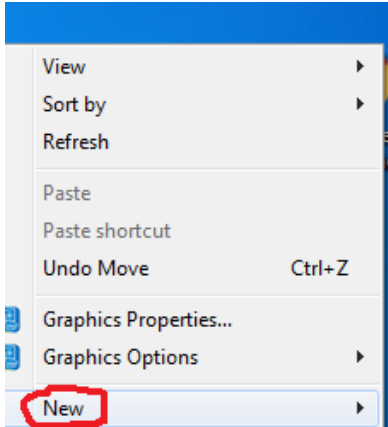 View
Sort by
Refresh
Paste
Paste shortcut
Undo Move Ctrl+Z
Graphics Properties...
Graphics Options
New